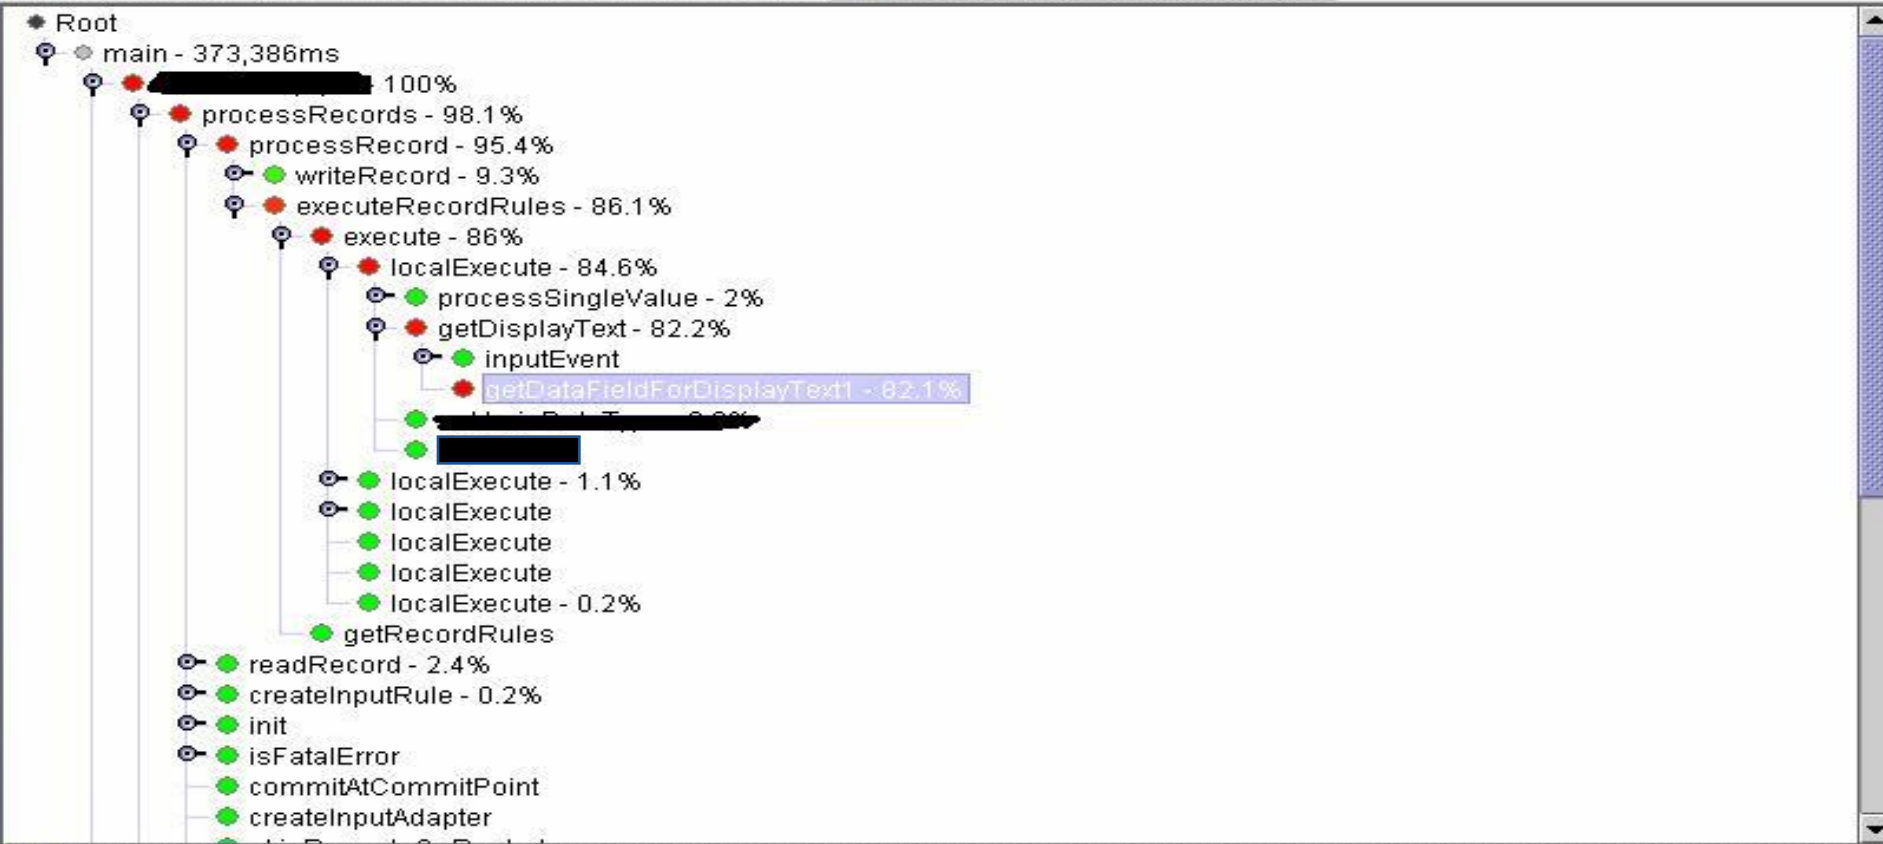 Root
main - 373,386ms
- 100%
processRecords - 98.1%
processRecord - 95.4%
writeRecord - 9.3%
executeRecordRules - 86.1%
execute - 86%
localExecute - 84.6%
processSingleValue - 2%
getDisplayText - 82.2%
inputEvent
getDataFieldForDisplayText1 - 82.1%
localExecute - 1.1%
localExecute
localExecute
localExecute
localExecute - 0.2%
getRecordRules
readRecord - 2.4%
createInputRule - 0.2%
init
isFatalError
commitAtCommitPoint
createInputAdapter